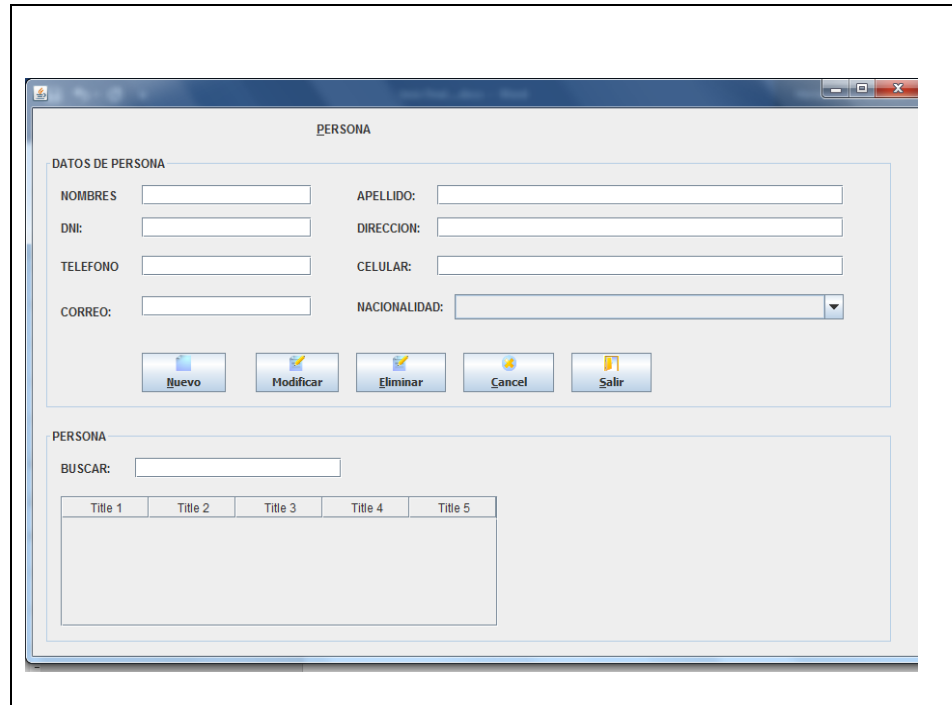 PERSONA
DATOS DE PERSONA
NOMBRES APELLIDO:
DNI: DIRECCION:
TELEFONO CELULAR:
CORREO: NACIONALIDAD:
Nuevo Modificar Eliminar Cancel Salir
PERSONA
BUSCAR:
Title 1 Title 2 Title 3 Title 4 Title 5